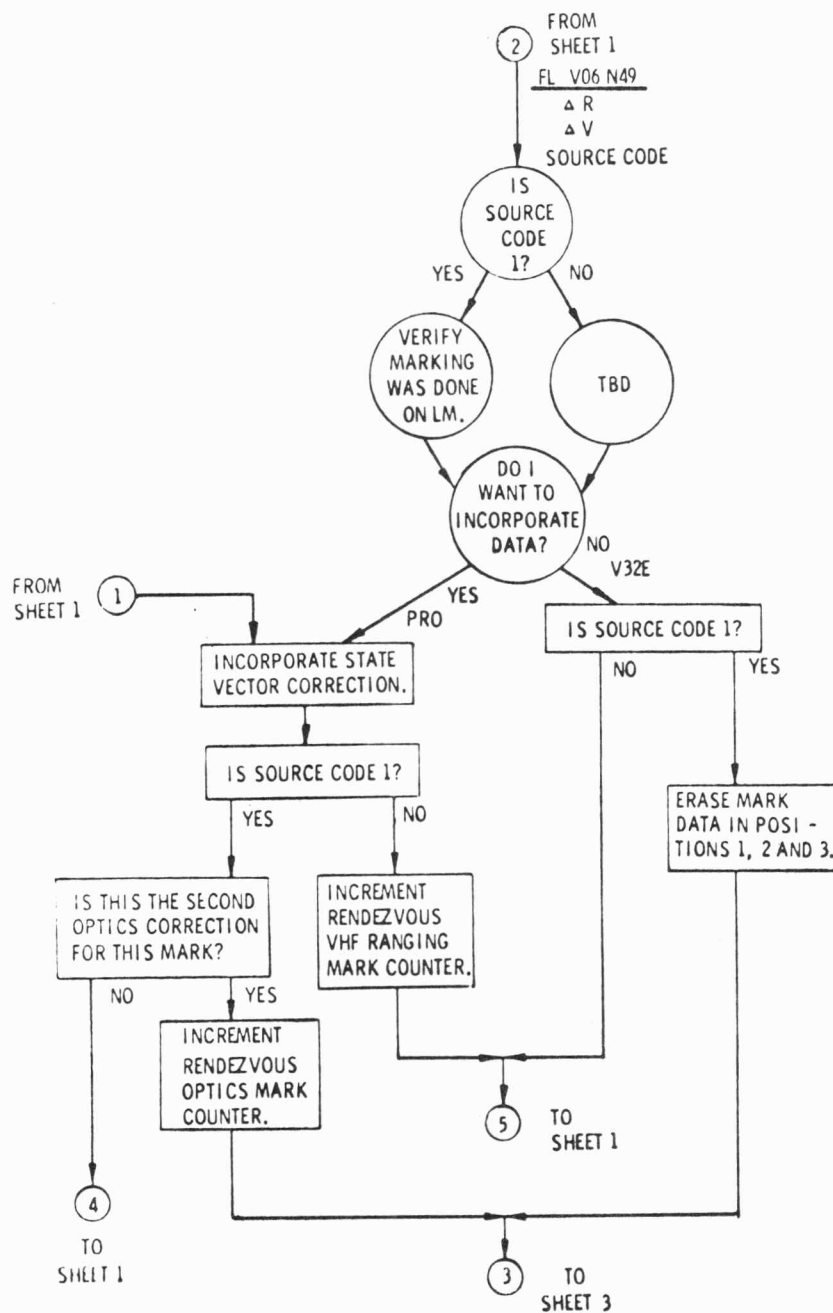 2
FROM
SHEET 1
FL V06 N49
Δ R
Δ V
SOURCE CODE
IS
SOURCE
CODE
1?
YES
NO
VERIFY
MARKING
WAS DONE
ON LM.
TBD
DO I
WANT TO
INCORPORATE
DATA?
NO
V32E
YES
PRO
FROM
SHEET 1
1
IS SOURCE CODE 1?
NO
YES
INCORPORATE STATE
VECTOR CORRECTION.
IS SOURCE CODE 1?
YES
NO
ERASE MARK
DATA IN POSI -
TIONS 1, 2 AND 3.
IS THIS THE SECOND
OPTICS CORRECTION
FOR THIS MARK?
INCREMENT
RENDEZVOUS
VHF RANGING
MARK COUNTER.
NO
YES
INCREMENT
RENDEZVOUS
OPTICS MARK
COUNTER.
5
TO
SHEET 1
4
TO
SHEET 1
3
TO
SHEET 3